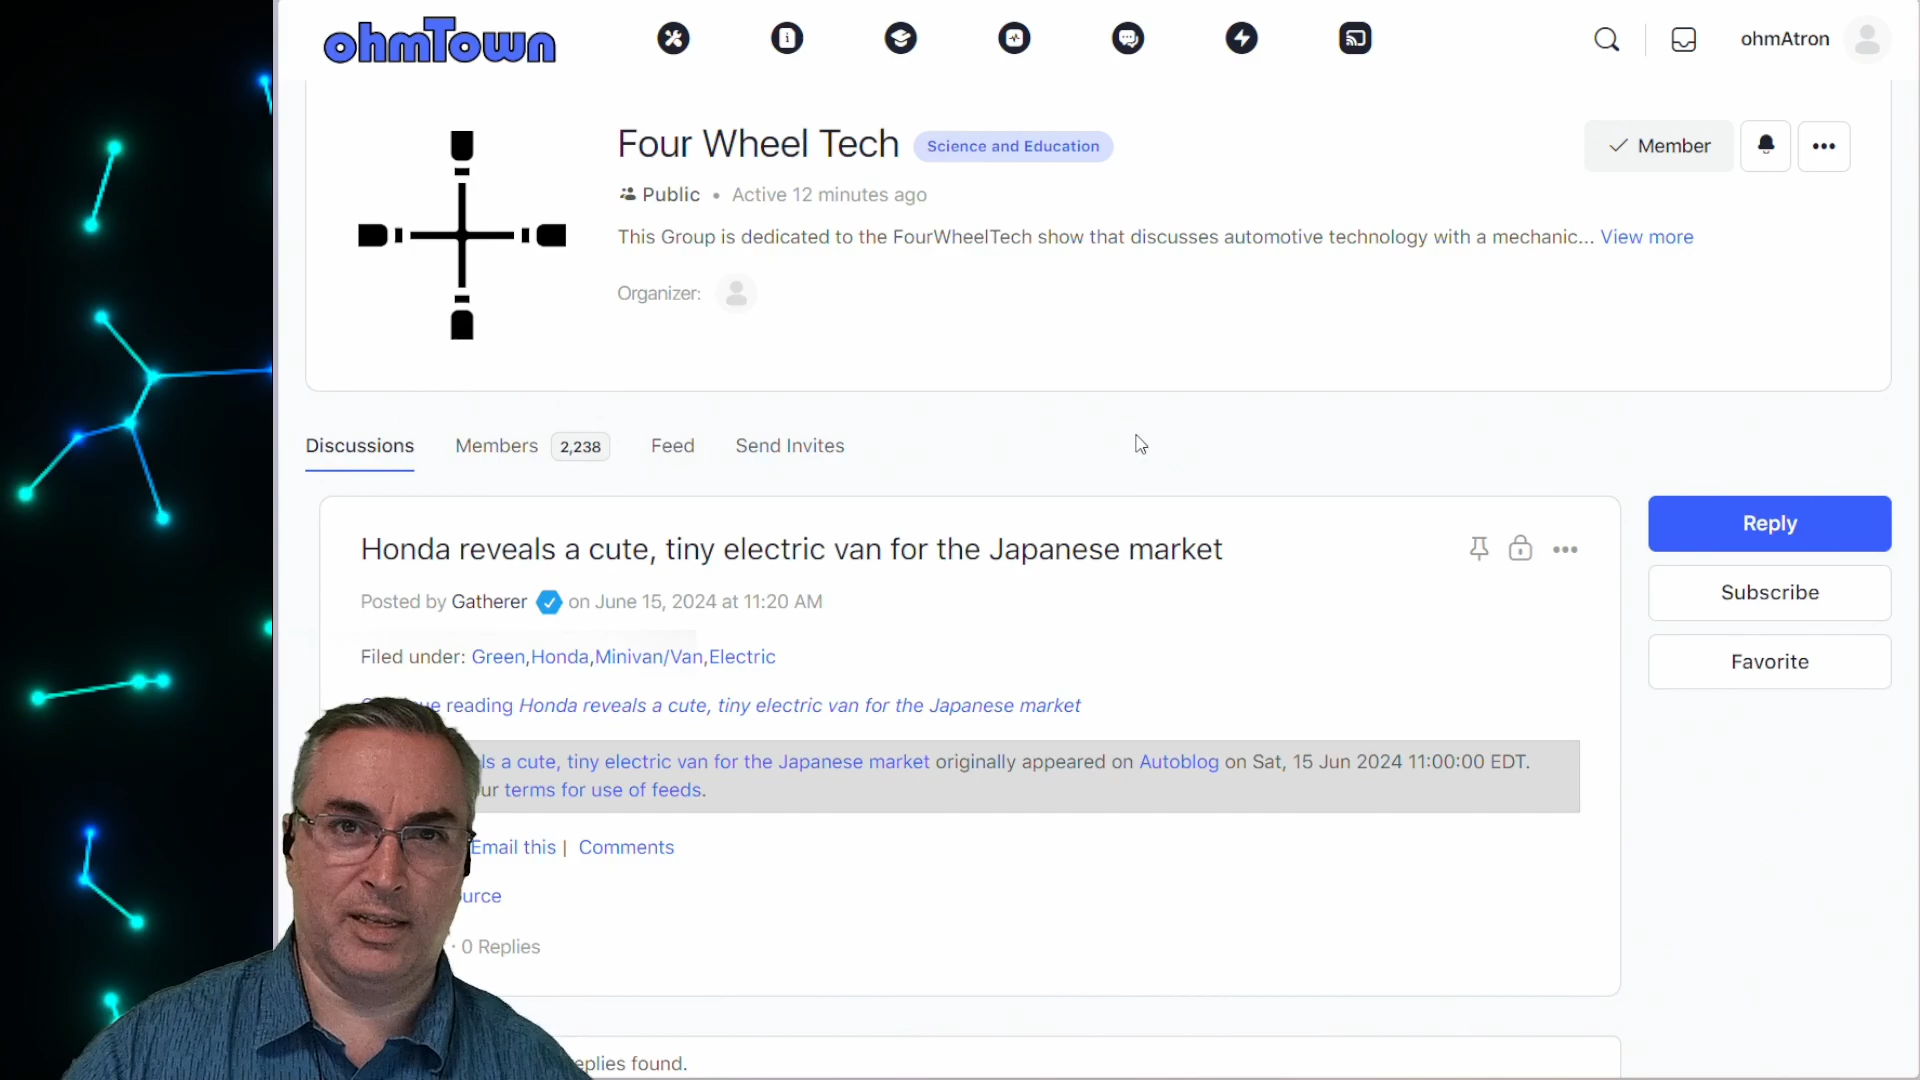 ohmTown
ohmAtron
Four Wheel Tech
Science and Education
Member
Public • Active 12 minutes ago
This Group is dedicated to the FourWheelTech show that discusses automotive technology with a mechanic... View more
Organizer:
Discussions
Members 2,238
Feed
Send Invites
Honda reveals a cute, tiny electric van for the Japanese market
Reply
Posted by Gatherer on June 15, 2024 at 11:20 AM
Subscribe
Filed under: Green,Honda,Minivan/Van,Electric
Favorite
reading Honda reveals a cute, tiny electric van for the Japanese market
a cute, tiny electric van for the Japanese market originally appeared on Autoblog on Sat, 15 Jun 2024 11:00:00 EDT.
terms for use of feeds.
Email this | Comments
· 0 Replies
found.